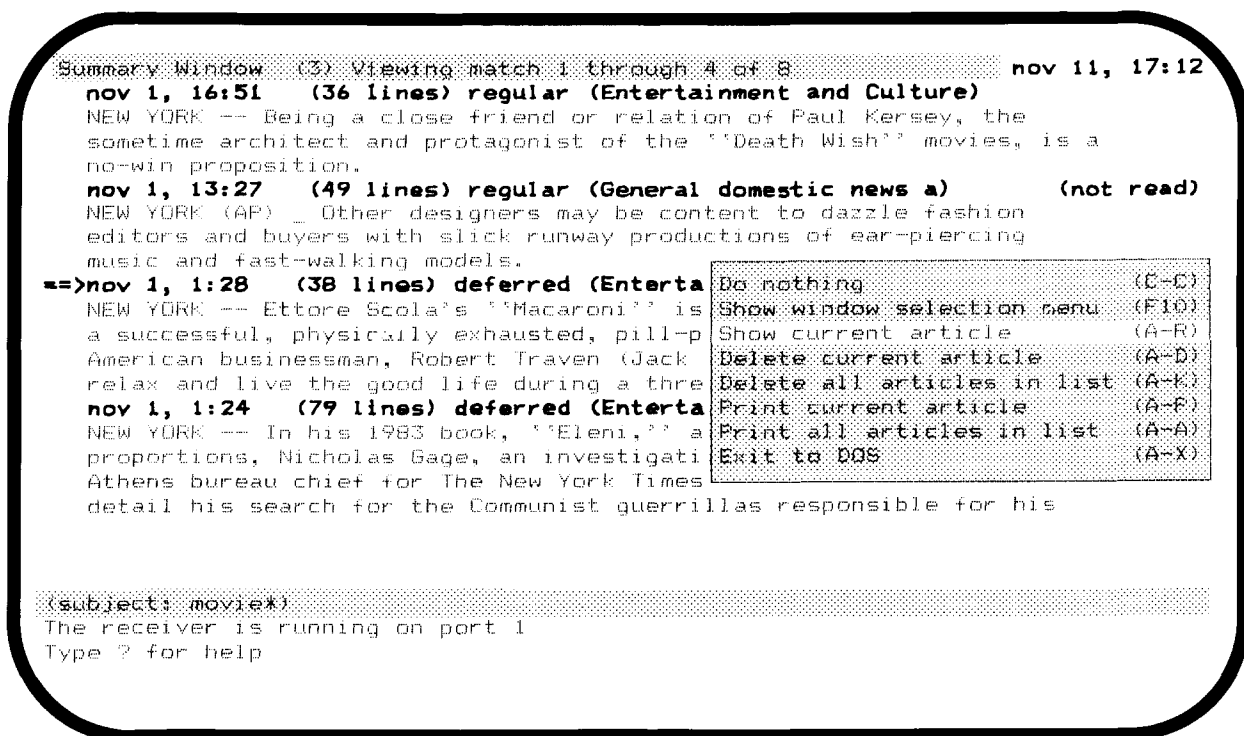 Summary Window (3) Viewing match 1 through 4 of 8 nov 11, 17:12
nov 1, 16:51 (36 lines) regular (Entertainment and Culture)
NEW YORK -- Being a close friend or relation of Paul Kersey, the
sometime architect and protagonist of the ``Death Wish'' movies, is a
no-win proposition.
nov 1, 13:27 (49 lines) regular (General domestic news a) (not read)
NEW YORK (AP) _ Other designers may be content to dazzle fashion
editors and buyers with slick runway productions of ear-piercing
music and fast-walking models.
==>nov 1, 1:28 (38 lines) deferred (Enterta
NEW YORK -- Ettore Scola's ``Macaroni'' is
a successful, physically exhausted, pill-p
American businessman, Robert Traven (Jack
relax and live the good life during a thre
nov 1, 1:24 (79 lines) deferred (Enterta
NEW YORK -- In his 1983 book, ``Eleni,'' a
proportions, Nicholas Gage, an investigati
Athens bureau chief for The New York Times
detail his search for the Communist guerrillas responsible for his
Do nothing (C-C)
Show window selection menu (F10)
Show current article (A-R)
Delete current article (A-D)
Delete all articles in list (A-K)
Print current article (A-P)
Print all articles in list (A-A)
Exit to DOS (A-X)
(subject: movie*)
The receiver is running on port 1
Type ? for help